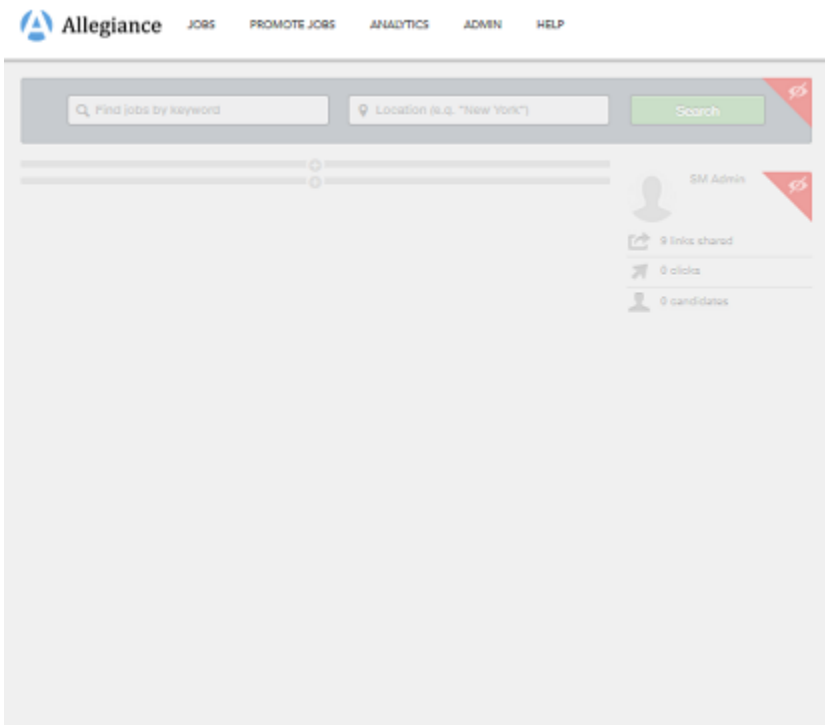 Allegiance JOBS PROMOTE JOBS ANALYTICS ADMIN HELP
Find jobs by keyword Location (e.g. "New York") Search
SM Admin
9 links shared
0 clicks
0 candidates